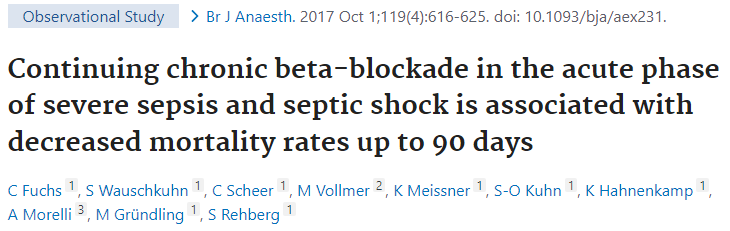 Observational Study > Br J Anaesth. 2017 Oct 1;119(4):616-625. doi: 10.1093/bja/aex231.
Continuing chronic beta-blockade in the acute phase
of severe sepsis and septic shock is associated with
decreased mortality rates up to 90 days
C Fuchs 1, S Wauschkuhn 1, C Scheer 1, M Vollmer 2, K Meissner 1, S-O Kuhn 1, K Hahnenkamp 1,
A Morelli 3, M Gründling 1, S Rehberg 1